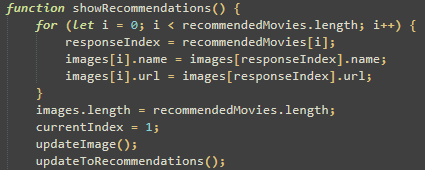 function showRecommendations() {
    for (let i = 0; i < recommendedMovies.length; i++) {
        responseIndex = recommendedMovies[i];
        images[i].name = images[responseIndex].name;
        images[i].url = images[responseIndex].url;
    }
    images.length = recommendedMovies.length;
    currentIndex = 1;
    updateImage();
    updateToRecommendations();